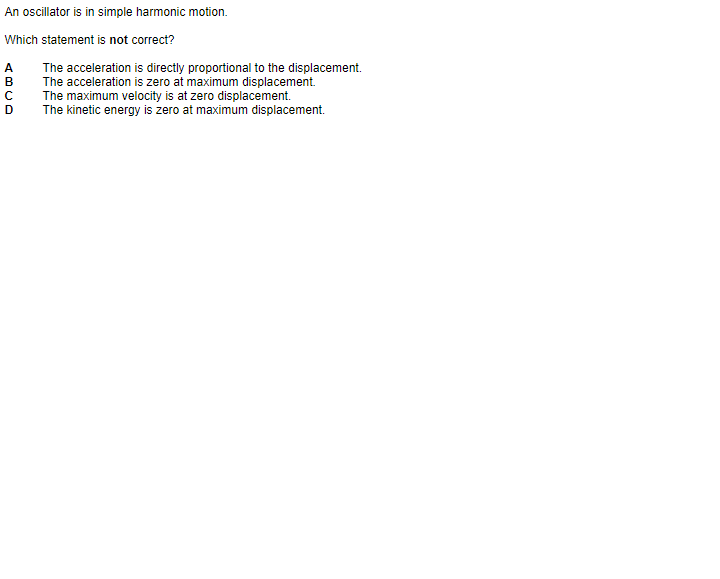 An oscillator is in simple harmonic motion.
Which statement is not correct?
A The acceleration is directly proportional to the displacement.
B The acceleration is zero at maximum displacement.
C The maximum velocity is at zero displacement.
D The kinetic energy is zero at maximum displacement.